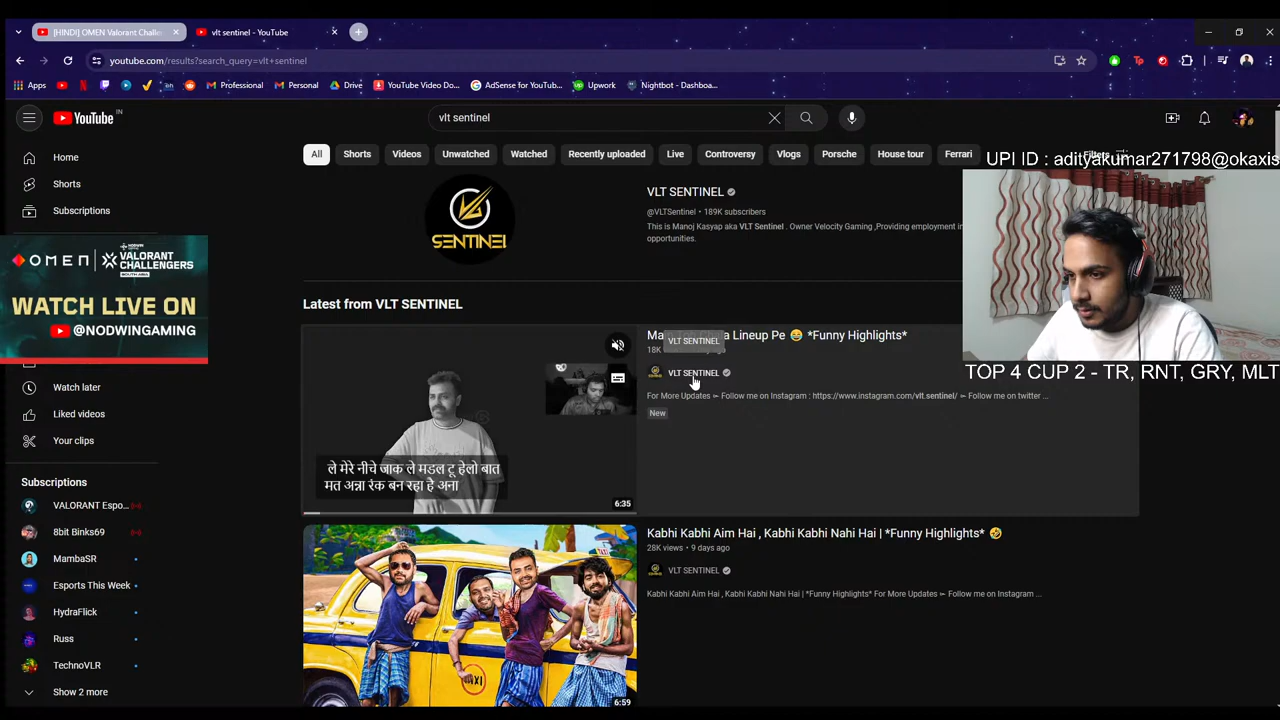 [HINDI] OMEN Valorant Challe
vlt sentinel - YouTube
youtube.com/results?search_query=vlt+sentinel
Apps
Professional
Personal
Drive
YouTube Video Do...
AdSense for YouTub...
Upwork
Nightbot - Dashboa...
YouTube IN
vlt sentinel
All
Shorts
Videos
Unwatched
Watched
Recently uploaded
Live
Controversy
Vlogs
Porsche
House tour
Ferrari
Filters
UPI ID : adityakumar271798@okaxis
Home
Shorts
Subscriptions
SENTINEL
VLT SENTINEL
@VLTSentinel • 189K subscribers
This is Manoj Kasyap aka VLT Sentinel . Owner Velocity Gaming ,Providing employment in
opportunities.
OMEN
NODWIN GAMING
VALORANT
CHALLENGERS
SOUTH ASIA
WATCH LIVE ON
@NODWINGAMING
Latest from VLT SENTINEL
Lineup Pe 😂 *Funny Highlights*
VLT SENTINEL
18K
VLT SENTINEL
For More Updates ➳ Follow me on Instagram : https://www.instagram.com/vlt.sentinel/ ➳ Follow me on twitter ...
New
ले मेरे नीचे जाक ले मडल टू हेलो बात
मत अन्ना रंक बन रहा है अना
6:35
TOP 4 CUP 2 - TR, RNT, GRY, MLT
Watch later
Liked videos
Your clips
Subscriptions
VALORANT Espo...
8bit Binks69
MambaSR
Esports This Week
HydraFlick
Russ
TechnoVLR
Show 2 more
Kabhi Kabhi Aim Hai , Kabhi Kabhi Nahi Hai | *Funny Highlights* 🤣
28K views • 9 days ago
VLT SENTINEL
Kabhi Kabhi Aim Hai , Kabhi Kabhi Nahi Hai | *Funny Highlights* For More Updates ➳ Follow me on Instagram ...
TAXI
6:59